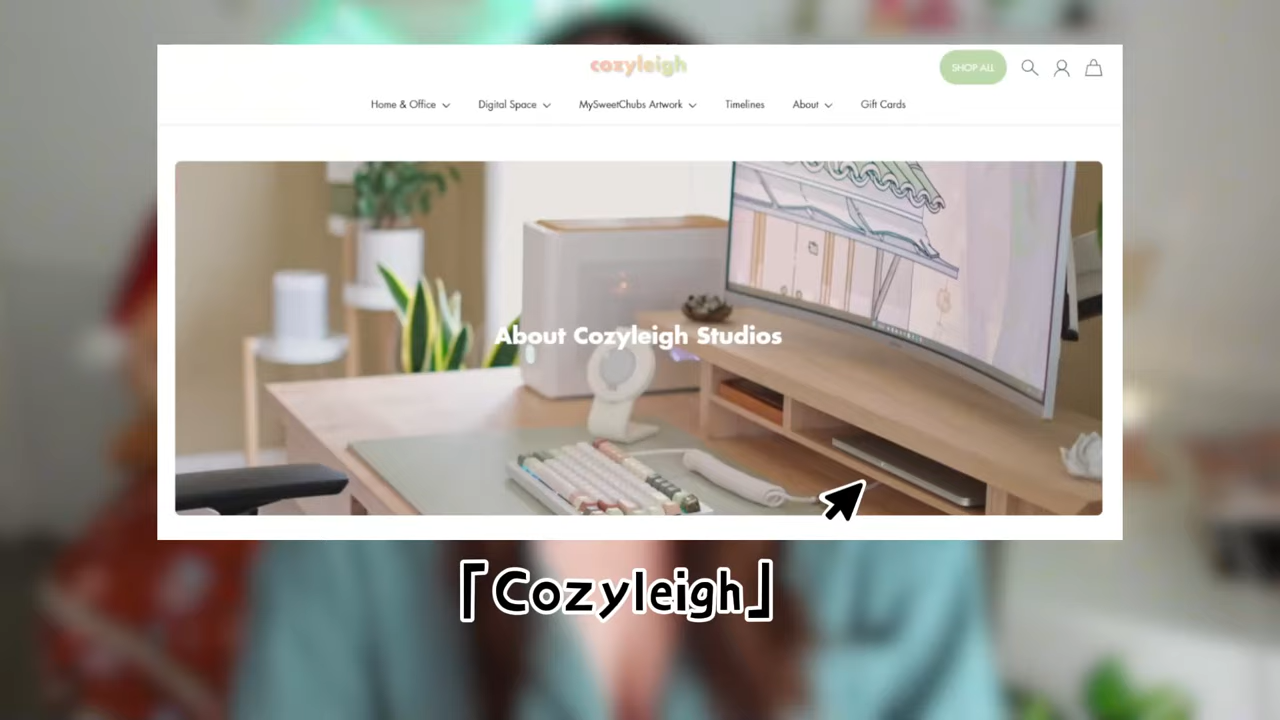 cozyleigh
SHOP ALL
Home & Office
Digital Space
MySweetChubs Artwork
Timelines
About
Gift Cards
About Cozyleigh Studios
「Cozyleigh」